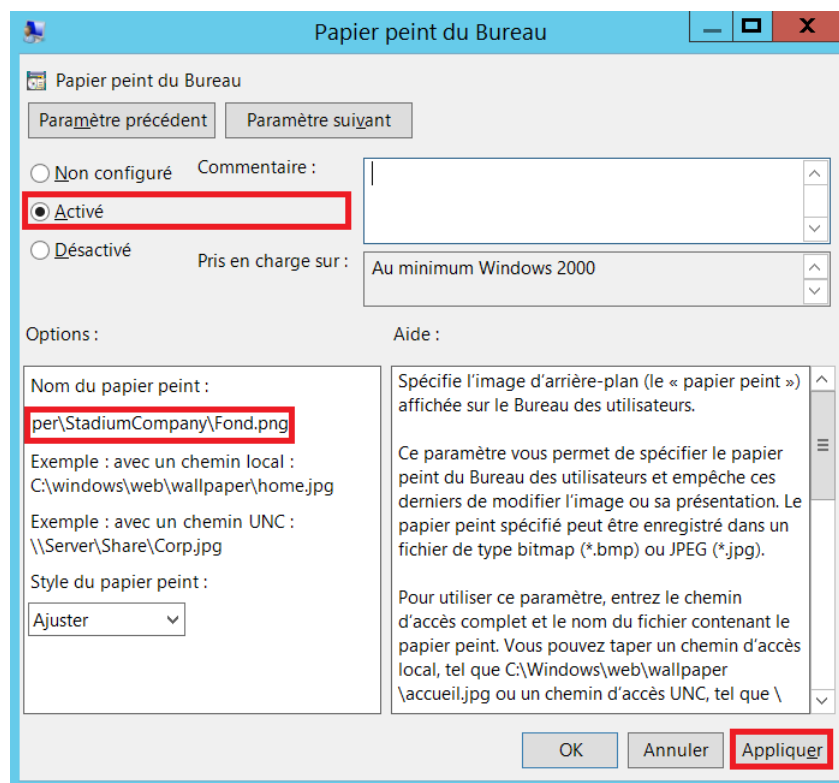 Papier peint du Bureau
Papier peint du Bureau
Paramètre précédent
Paramètre suivant
Non configuré
Commentaire :
Activé
Désactivé
Pris en charge sur :
Au minimum Windows 2000
Options :
Aide :
Nom du papier peint :
per\StadiumCompany\Fond.png
Exemple : avec un chemin local :
C:\windows\web\wallpaper\home.jpg
Exemple : avec un chemin UNC :
\\Server\Share\Corp.jpg
Style du papier peint :
Ajuster
Spécifie l'image d'arrière-plan (le « papier peint »)
affichée sur le Bureau des utilisateurs.
Ce paramètre vous permet de spécifier le papier
peint du Bureau des utilisateurs et empêche ces
derniers de modifier l'image ou sa présentation. Le
papier peint spécifié peut être enregistré dans un
fichier de type bitmap (*.bmp) ou JPEG (*.jpg).
Pour utiliser ce paramètre, entrez le chemin
d'accès complet et le nom du fichier contenant le
papier peint. Vous pouvez taper un chemin d'accès
local, tel que C:\Windows\web\wallpaper
\accueil.jpg ou un chemin d'accès UNC, tel que \
OK
Annuler
Appliquer